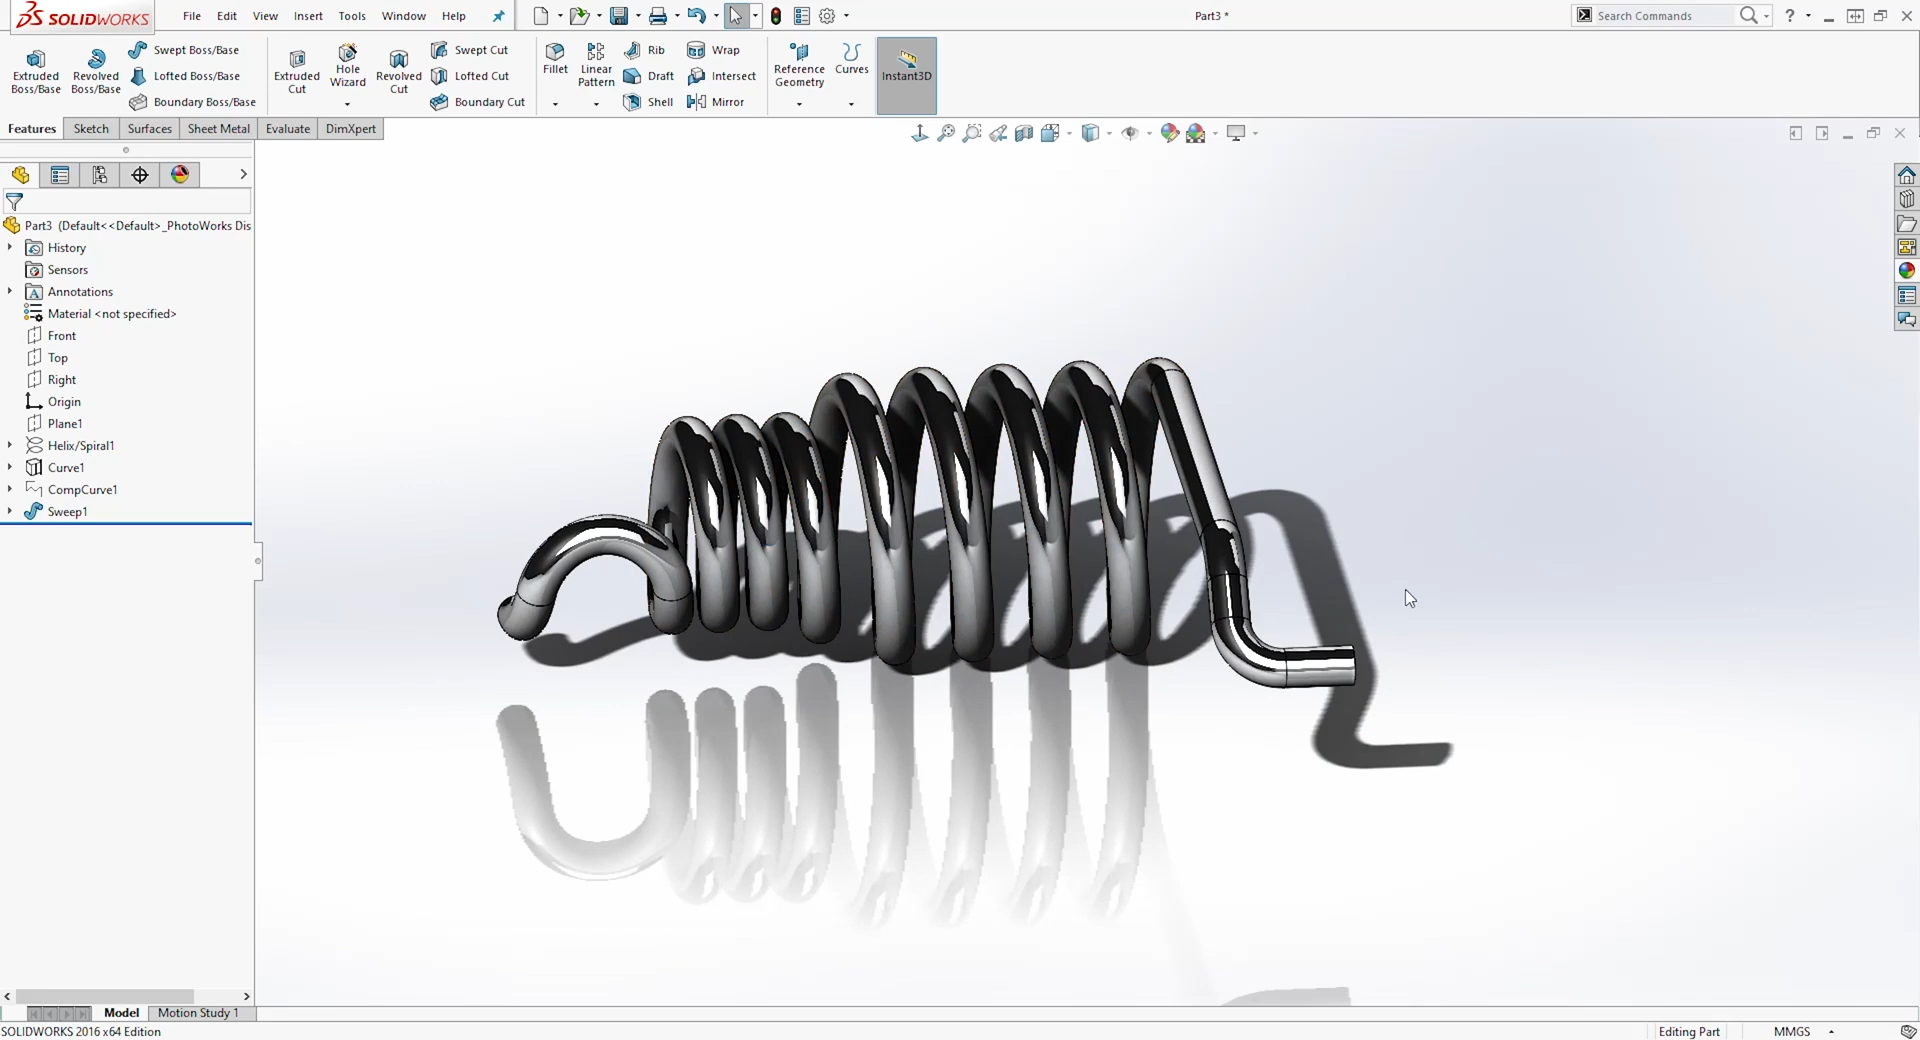 SOLIDWORKS File Edit View Insert Tools Window Help Part3 * Search Commands ?
Extruded Boss/Base
Revolved Boss/Base
Swept Boss/Base
Lofted Boss/Base
Boundary Boss/Base
Extruded Cut
Hole Wizard
Revolved Cut
Swept Cut
Lofted Cut
Boundary Cut
Fillet
Linear Pattern
Rib
Draft
Shell
Wrap
Intersect
Mirror
Reference Geometry
Curves
Instant3D
Features Sketch Surfaces Sheet Metal Evaluate DimXpert
Part3 (Default<<Default>_PhotoWorks Dis
History
Sensors
A Annotations
Material <not specified>
Front
Top
Right
Origin
Plane1
Helix/Spiral1
Curve1
CompCurve1
Sweep1
Model Motion Study 1
SOLIDWORKS 2016 x64 Edition Editing Part MMGS